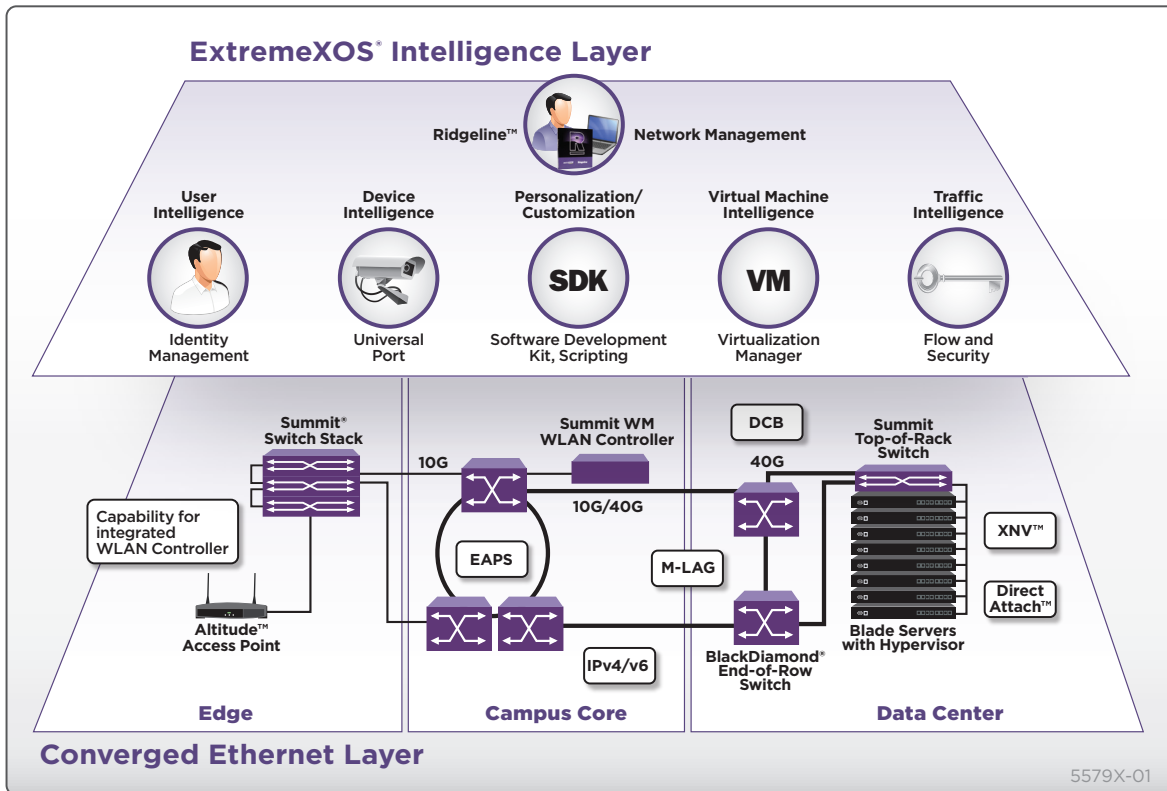 ExtremeXOS® Intelligence Layer
Ridgeline™
Network Management
R
User
Intelligence
Device
Intelligence
Personalization/
Customization
Virtual Machine
Intelligence
Traffic
Intelligence
SDK
VM
Identity
Management
Universal
Port
Software Development
Kit, Scripting
Virtualization
Manager
Flow and
Security
Summit®
Switch Stack
Summit WM
WLAN Controller
DCB
Summit
Top-of-Rack
Switch
10G
40G
10G/40G
Capability for
integrated
WLAN Controller
EAPS
M-LAG
XNV™
Direct
Attach™
Altitude™
Access Point
IPv4/v6
BlackDiamond®
End-of-Row
Switch
Blade Servers
with Hypervisor
Edge
Campus Core
Data Center
Converged Ethernet Layer
5579X-01